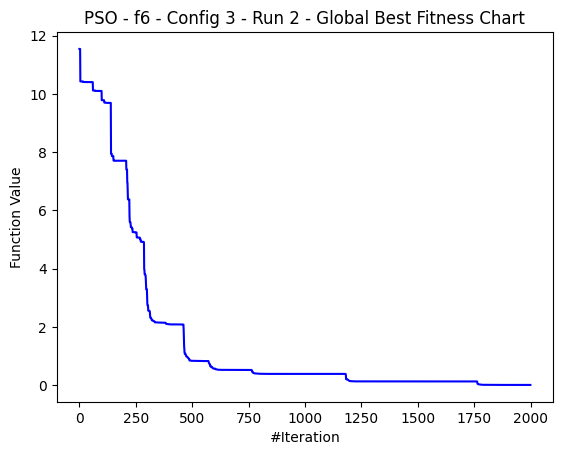 PSO - f6 - Config 3 - Run 2 - Global Best Fitness Chart
12
10
8
6
4
2
0
Function Value
0 250 500 750 1000 1250 1500 1750 2000
#Iteration